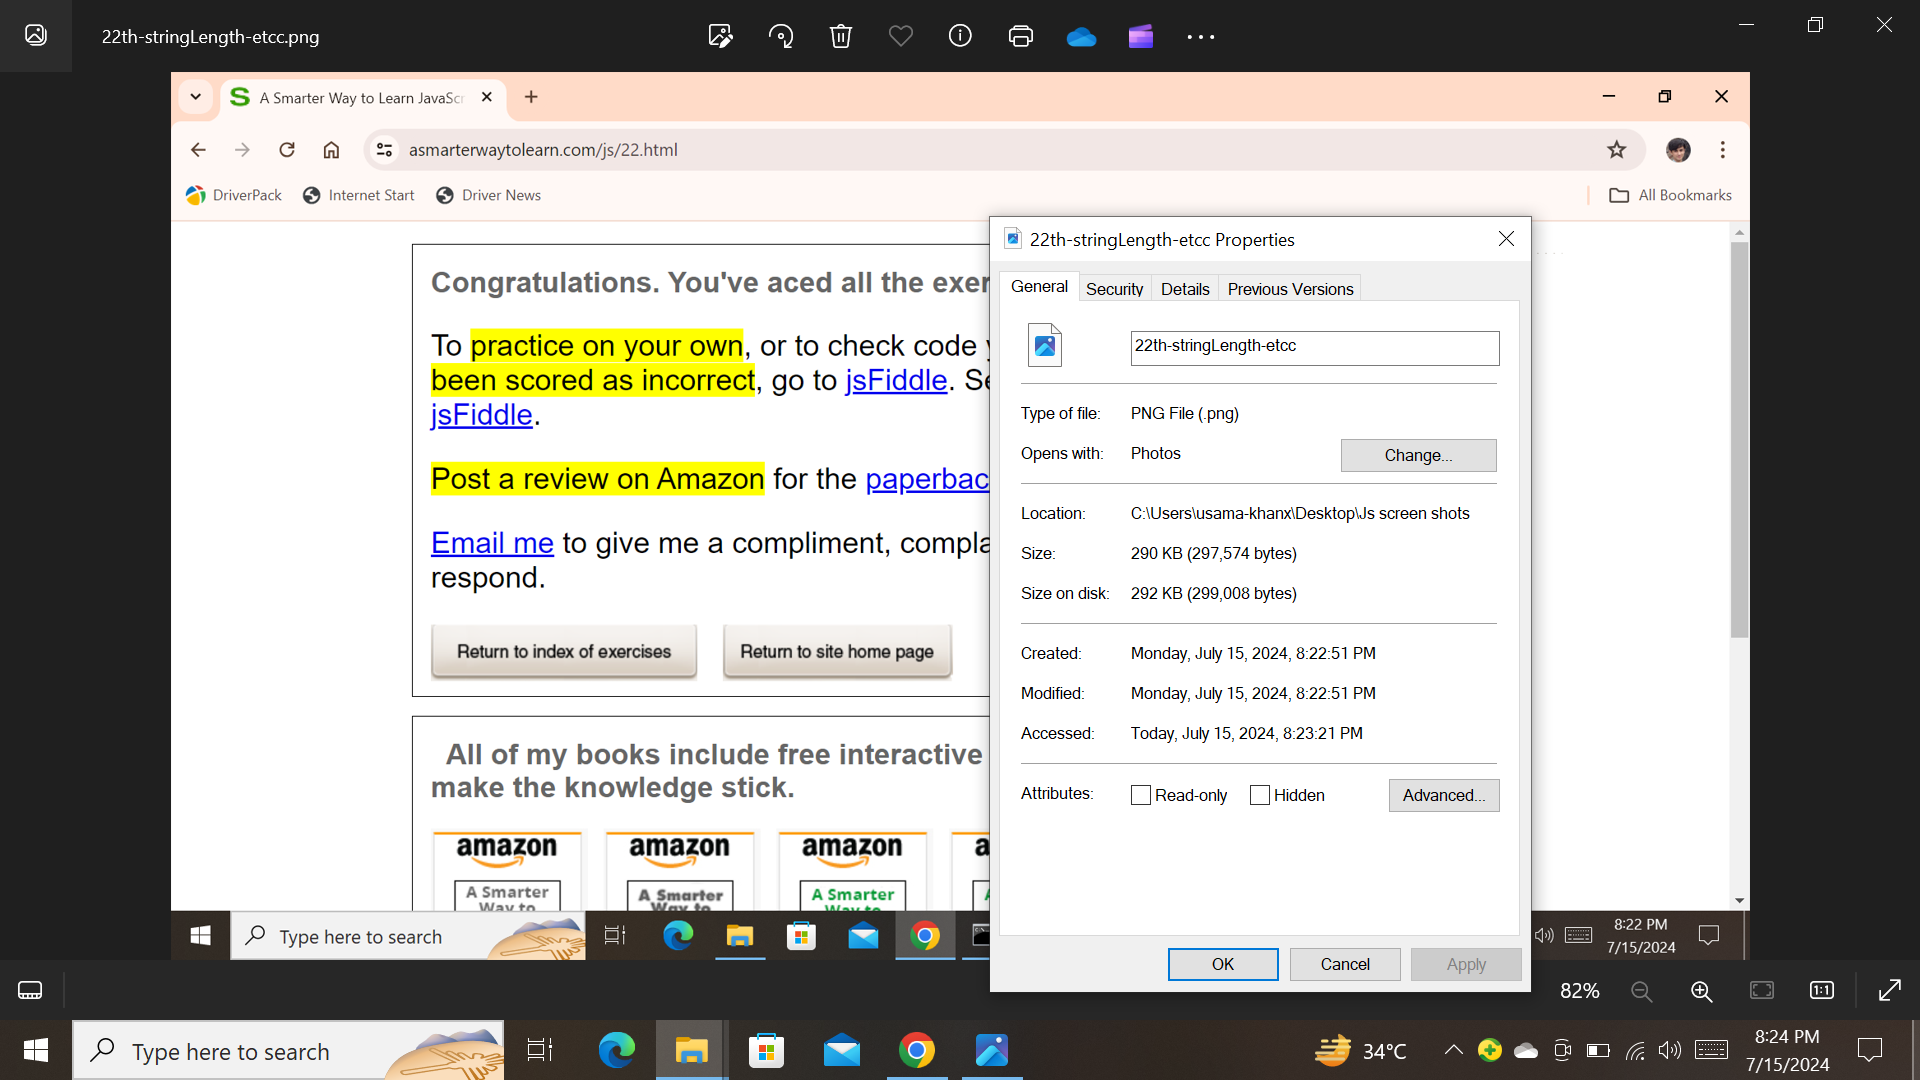 22th-stringLength-etcc.png
A Smarter Way to Learn JavaScr
asmarterwaytolearn.com/js/22.html
DriverPack
Internet Start
Driver News
All Bookmarks
Congratulations. You've aced all the exer
To practice on your own, or to check code
been scored as incorrect, go to jsFiddle. Se
jsFiddle.
Post a review on Amazon for the paperbac
Email me to give me a compliment, compla
respond.
Return to index of exercises
Return to site home page
All of my books include free interactive
make the knowledge stick.
amazon
A Smarter
Way to
amazon
A Smarter
Way to
amazon
A Smarter
Way to
22th-stringLength-etcc Properties
General
Security
Details
Previous Versions
22th-stringLength-etcc
Type of file: PNG File (.png)
Opens with: Photos
Change...
Location: C:\Users\usama-khanx\Desktop\Js screen shots
Size: 290 KB (297,574 bytes)
Size on disk: 292 KB (299,008 bytes)
Created: Monday, July 15, 2024, 8:22:51 PM
Modified: Monday, July 15, 2024, 8:22:51 PM
Accessed: Today, July 15, 2024, 8:23:21 PM
Attributes: Read-only Hidden
Advanced...
OK
Cancel
Apply
Type here to search
8:22 PM
7/15/2024
82%
1:1
Type here to search
34°C
8:24 PM
7/15/2024